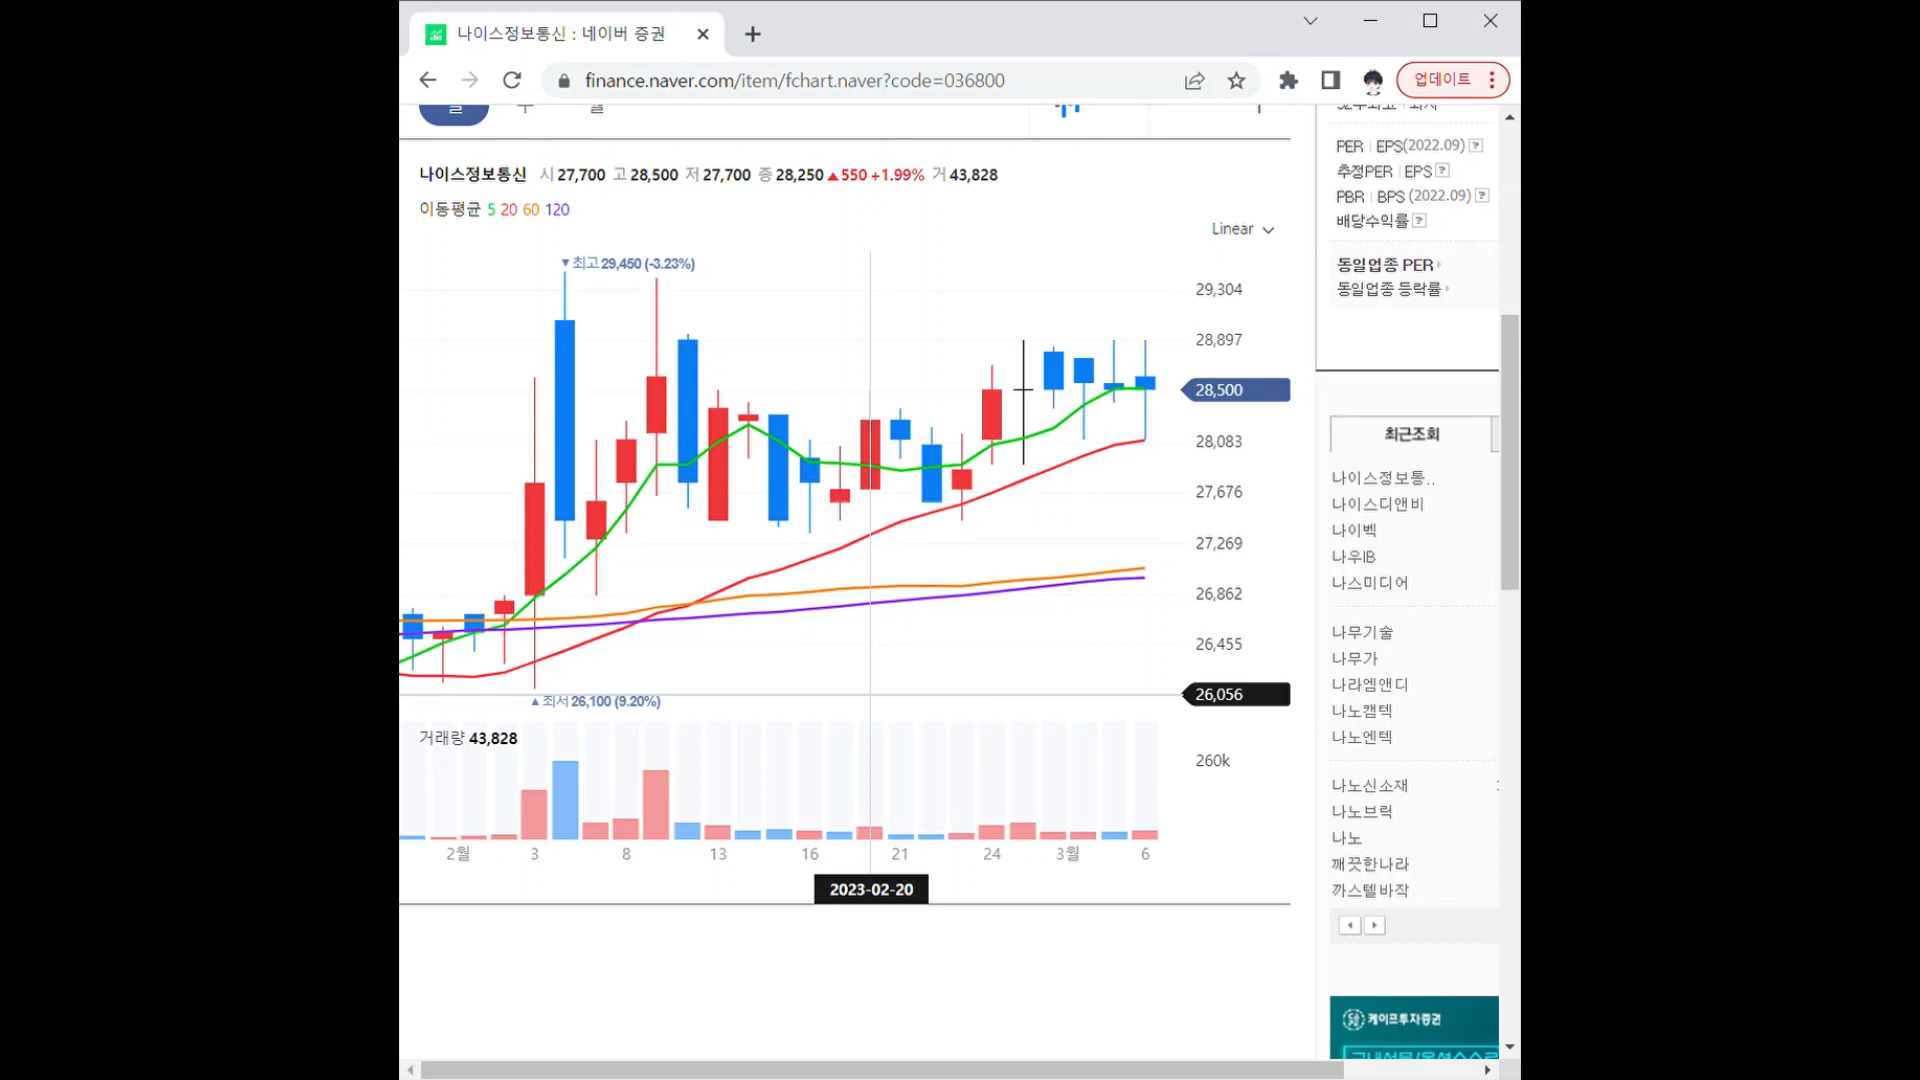 나이스정보통신 : 네이버 증권
finance.naver.com/item/fchart.naver?code=036800
업데이트
일 주 월
나이스정보통신 시 27,700 고 28,500 저 27,700 종 28,250 ▲550 +1.99% 거 43,828
이동평균 5 20 60 120
Linear
▼최고 29,450 (-3.23%)
29,304
28,897
28,500
28,083
27,676
27,269
26,862
26,455
26,056
▲최저 26,100 (9.20%)
거래량 43,828
260k
2월 3 8 13 16 21 24 3월 6
2023-02-20
PER | EPS(2022.09) ?
추정PER | EPS ?
PBR | BPS (2022.09) ?
배당수익률 ?
동일업종 PER
동일업종 등락률
최근조회
나이스정보통..
나이스디앤비
나이벡
나우IB
나스미디어
나무기술
나무가
나라엠앤디
나노캠텍
나노엔텍
나노신소재
나노브릭
나노
깨끗한나라
까스텔바작
케이프투자증권